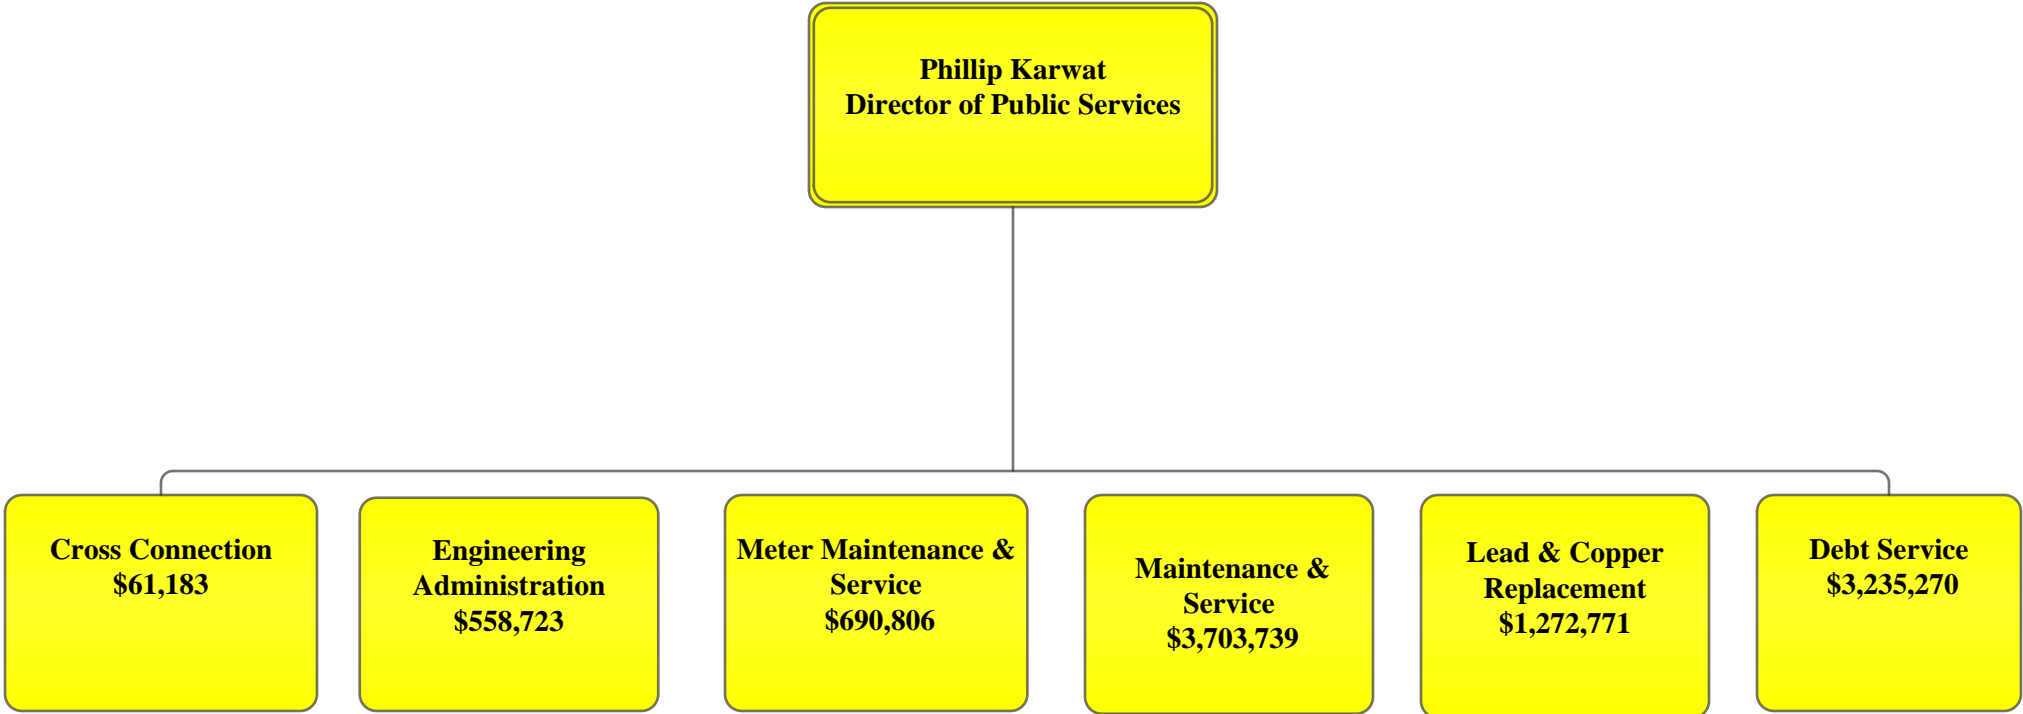 Phillip Karwat
Director of Public Services
Cross Connection
$61,183
Engineering
Administration
$558,723
Meter Maintenance &
Service
$690,806
Maintenance &
Service
$3,703,739
Lead & Copper
Replacement
$1,272,771
Debt Service
$3,235,270